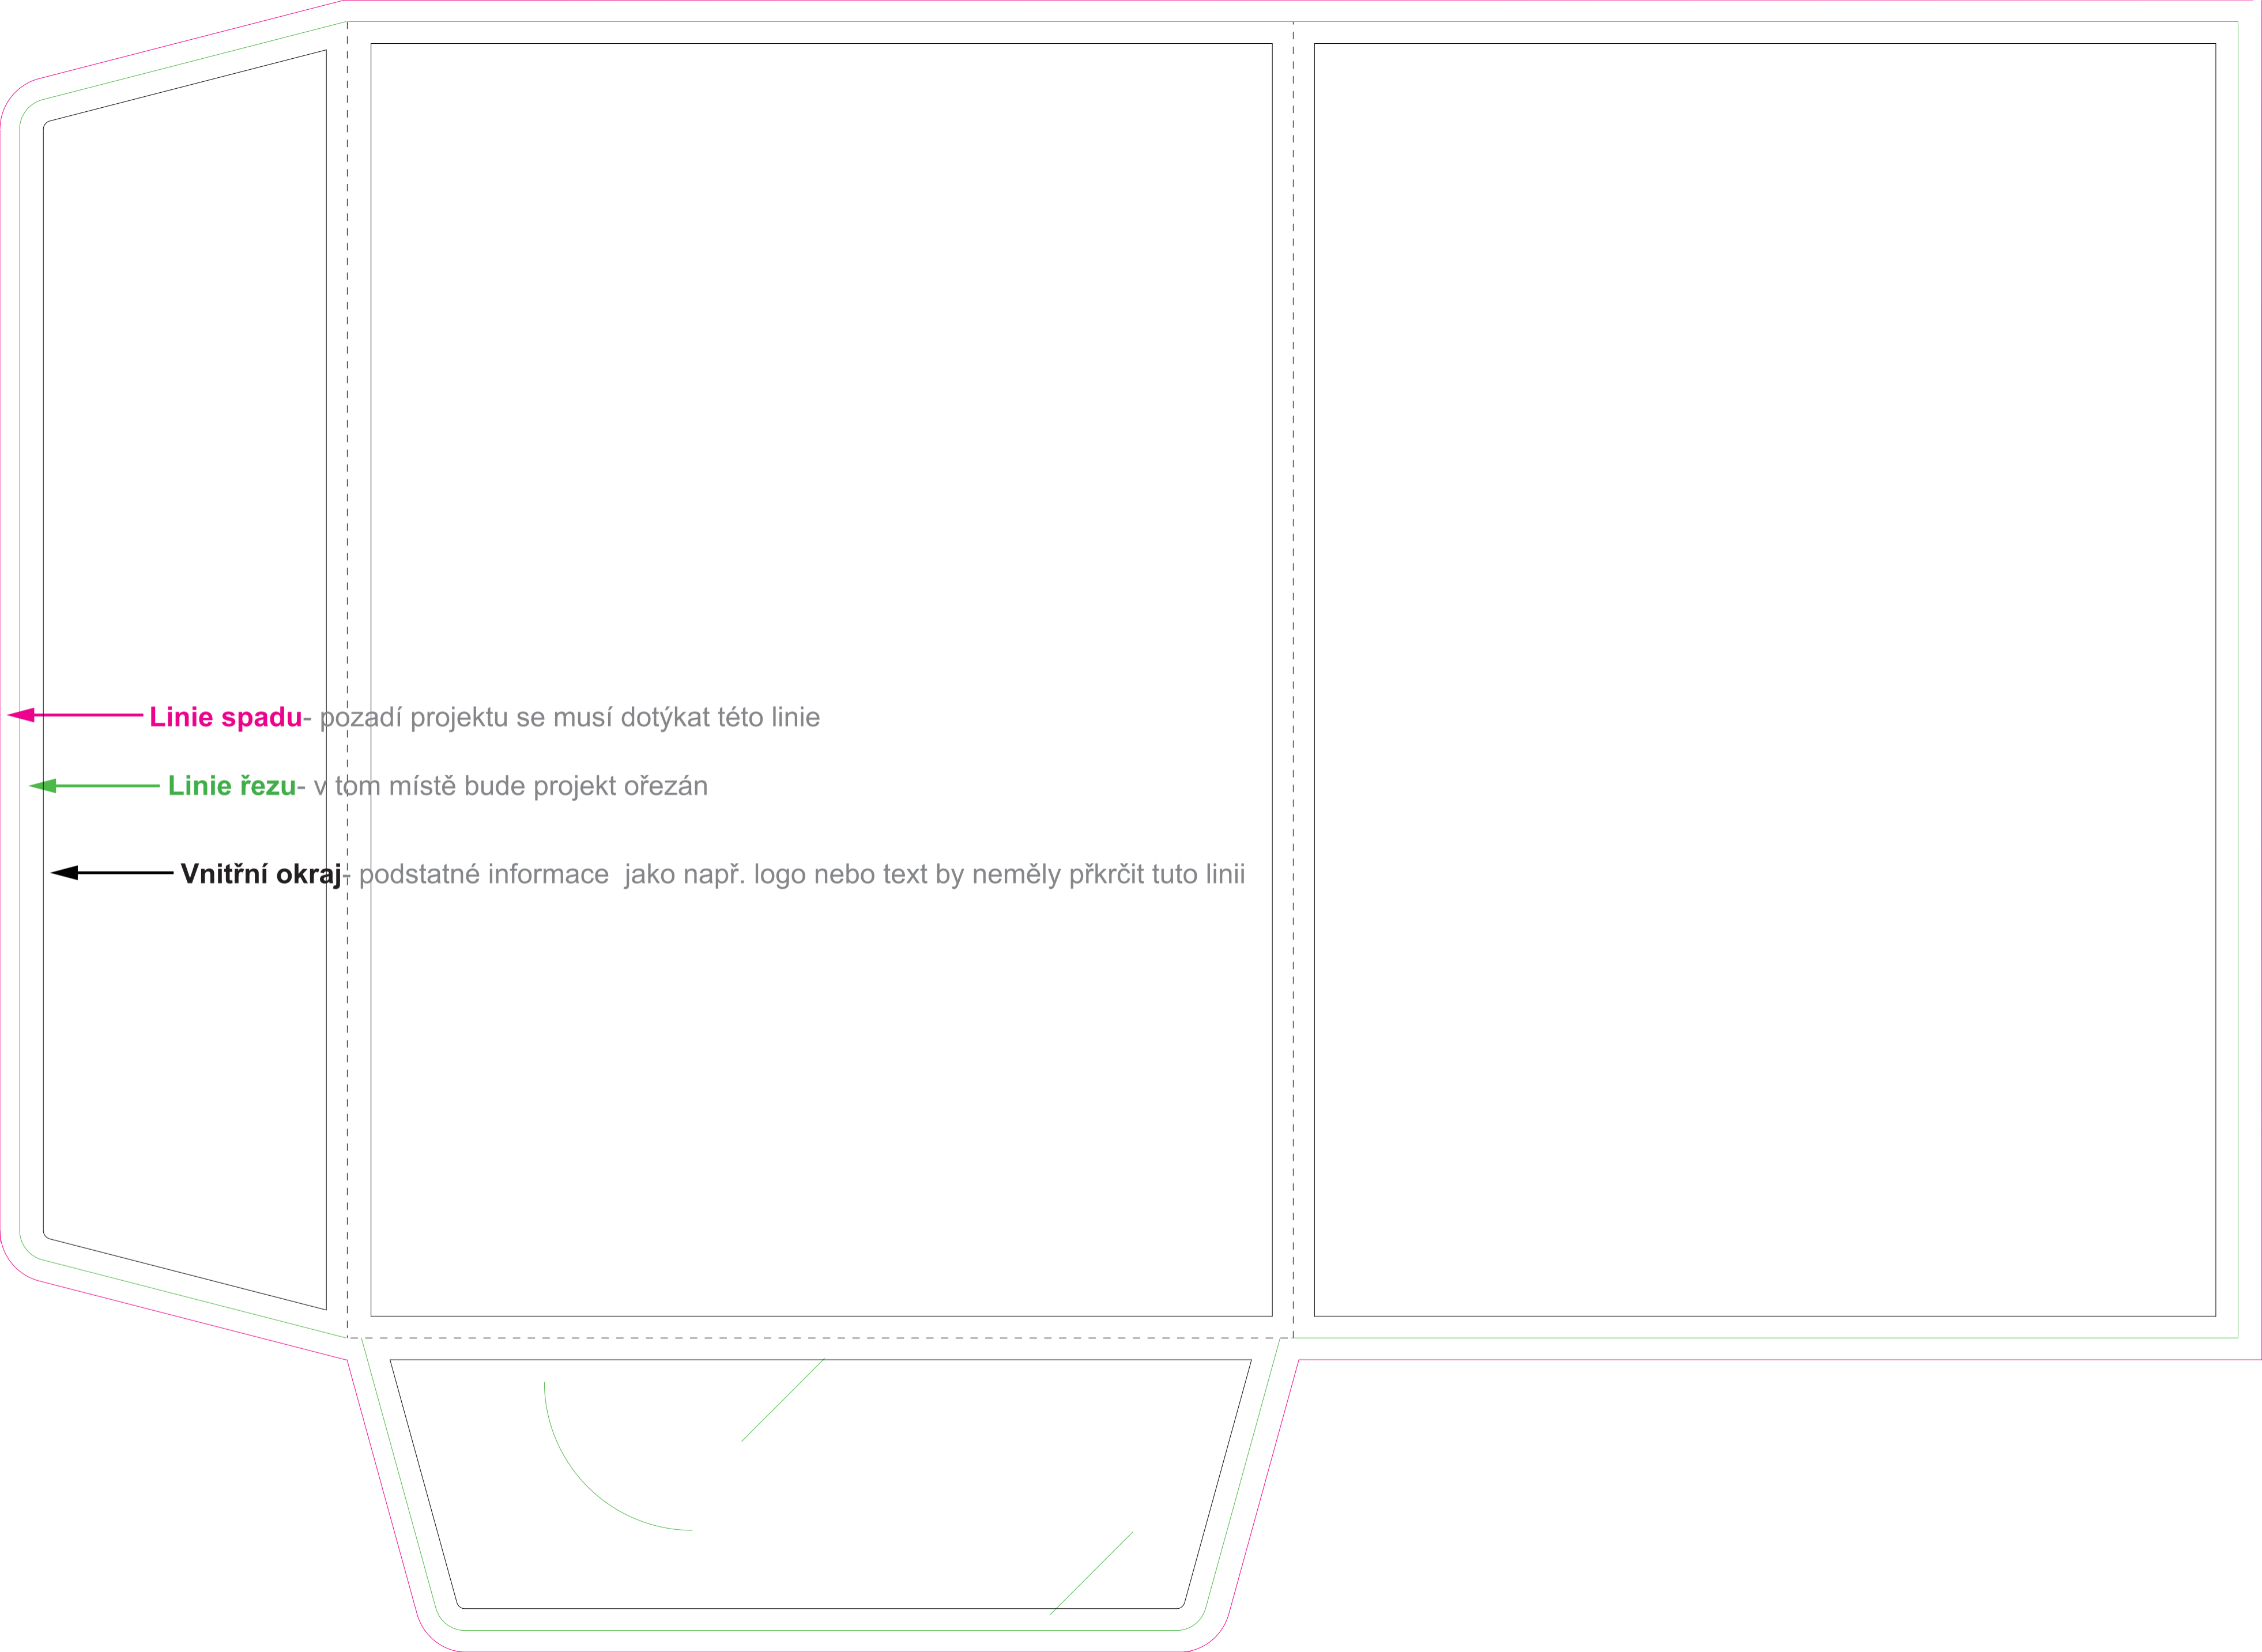 Linie spadu- pozadí projektu se musí dotýkat této linie
Linie řezu- v tom místě bude projekt ořezán
Vnitřní okraj- podstatné informace  jako např. logo nebo text by neměly přkrčit tuto linii